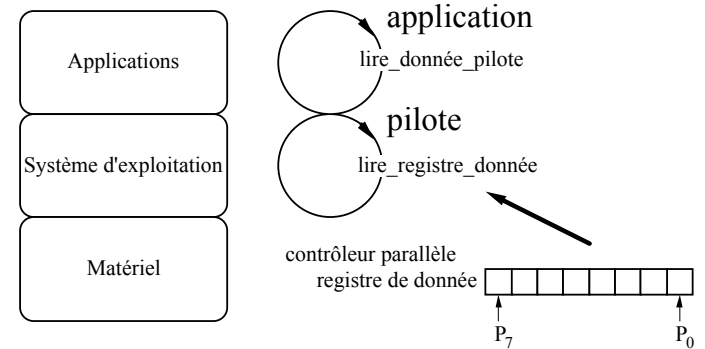 application
Applications
lire_donnée_pilote
pilote
Système d'exploitation
lire_registre_donnée
contrôleur parallèle
Matériel
registre de donnée
P7
P0